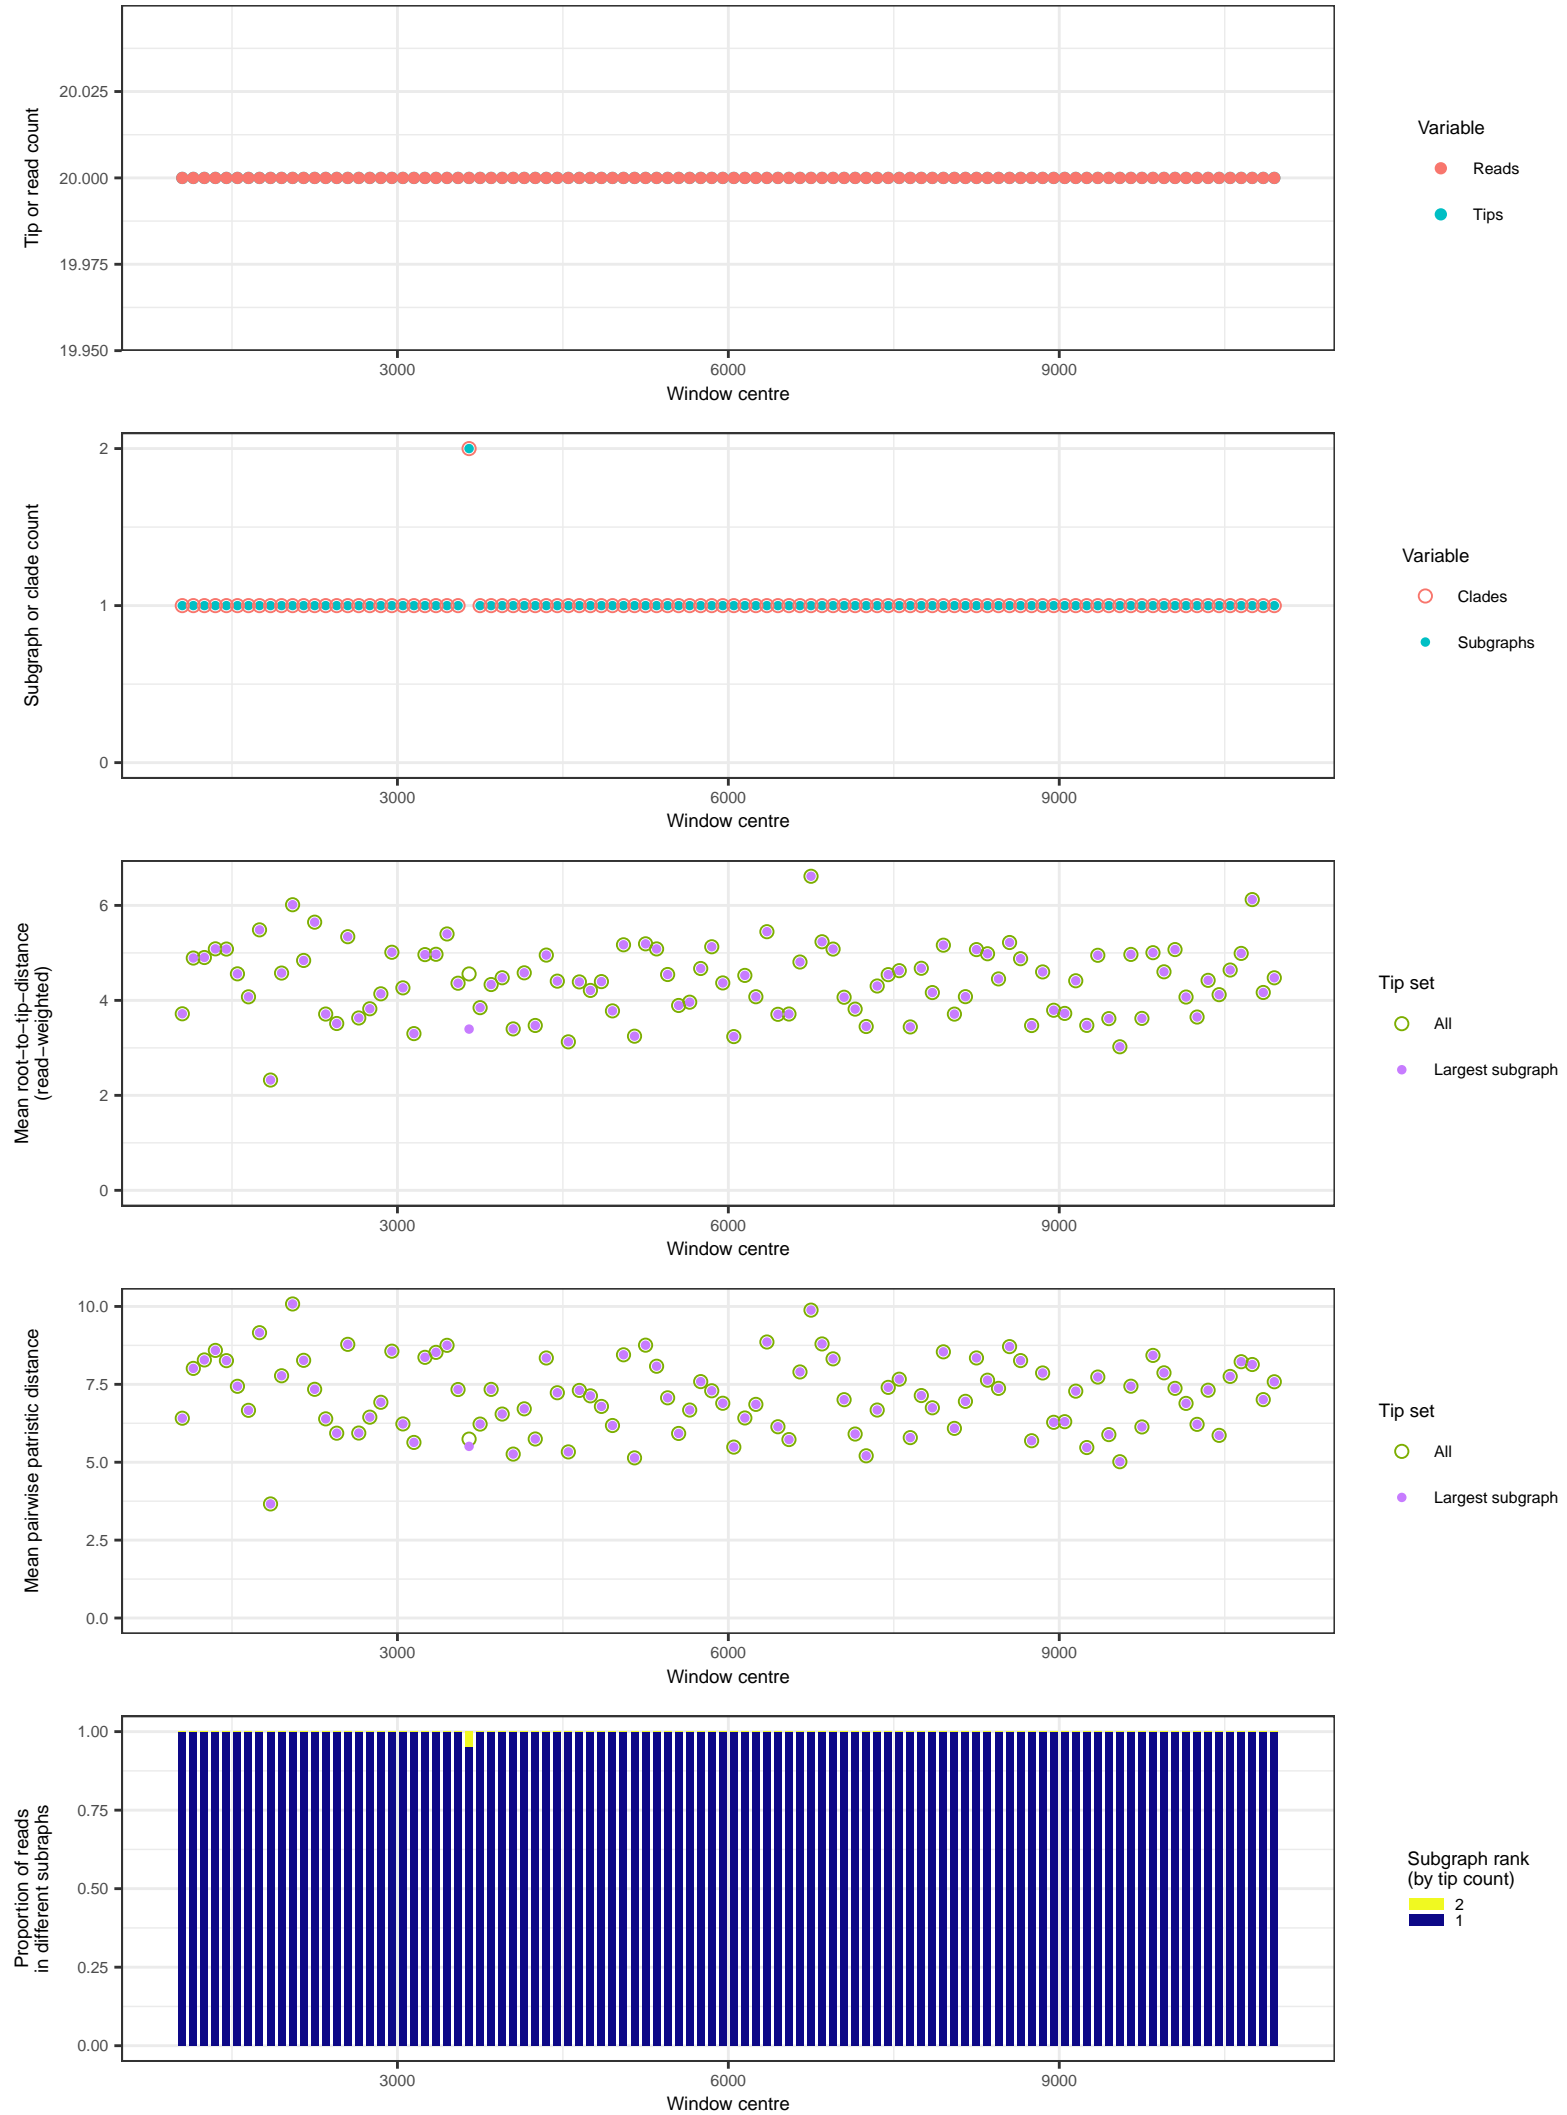 20.025
20.000
19.975
19.950
Tip or read count
3000
6000
9000
Window centre
Variable
Reads
Tips
2
1
0
Subgraph or clade count
3000
6000
9000
Window centre
Variable
Clades
Subgraphs
6
4
2
0
Mean root−to−tip−distance
(read−weighted)
3000
6000
9000
Window centre
Tip set
All
Largest subgraph
10.0
7.5
5.0
2.5
0.0
Mean pairwise patristic distance
3000
6000
9000
Window centre
Tip set
All
Largest subgraph
1.00
0.75
0.50
0.25
0.00
Proportion of reads
in different subraphs
3000
6000
9000
Window centre
Subgraph rank
(by tip count)
2
1